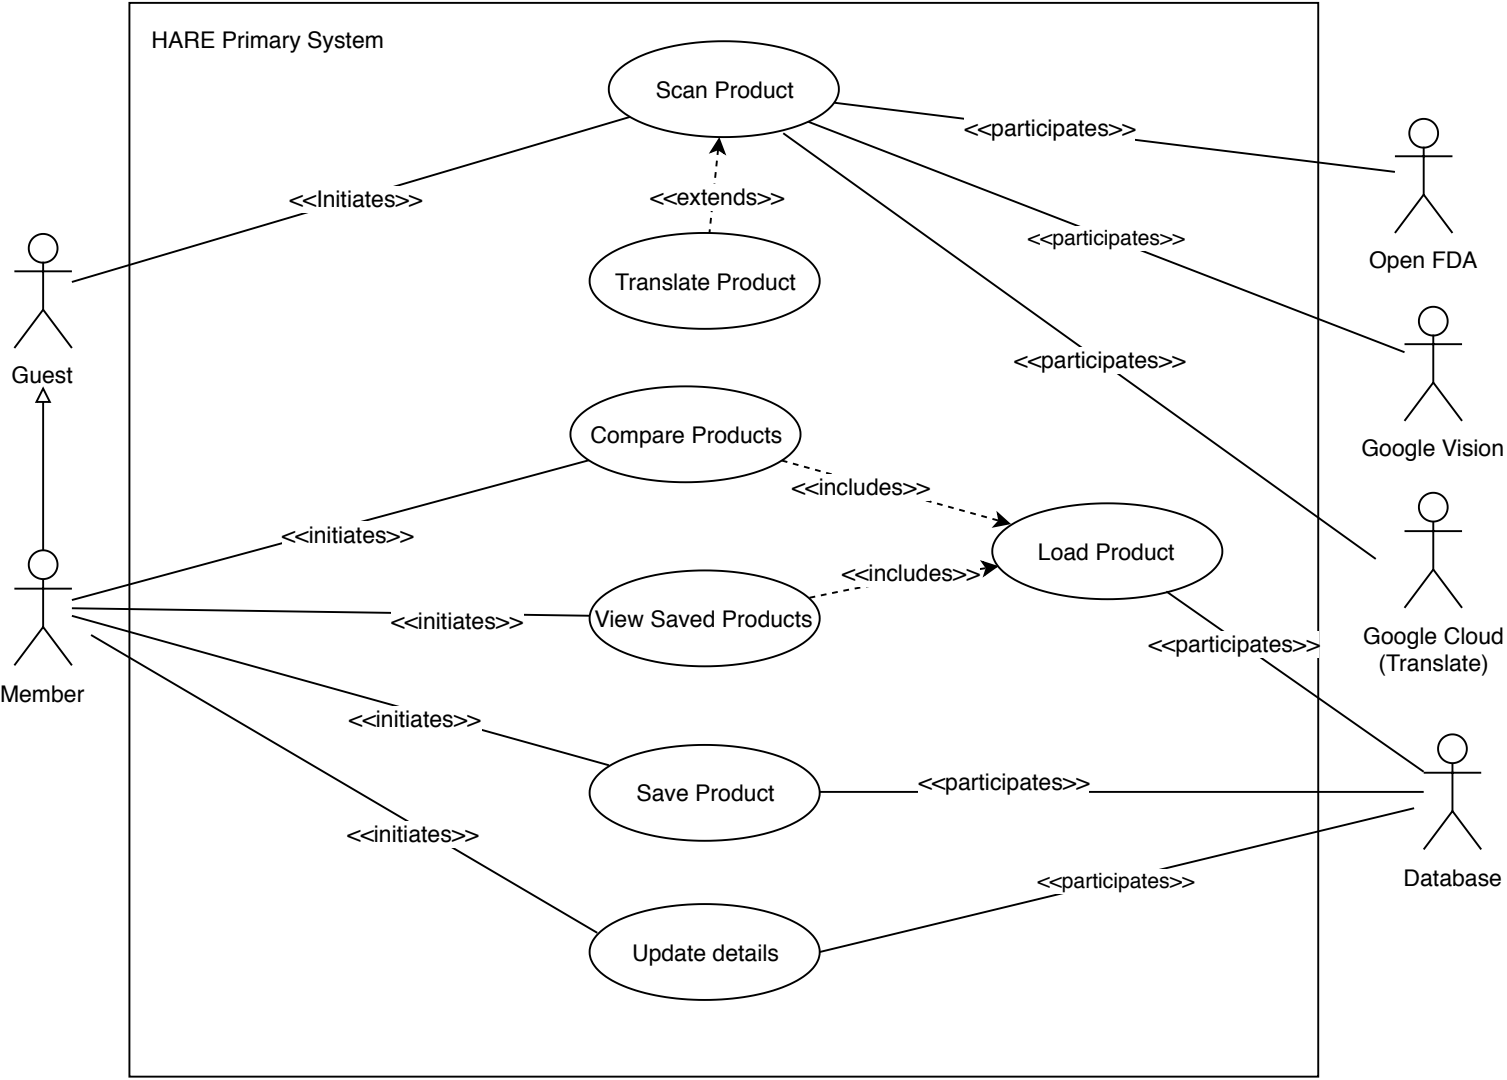 HARE Primary System
Scan Product
<<participates>>
<<Initiates>>
<<extends>>
<<participates>>
Open FDA
Translate Product
<<participates>>
Guest
Compare Products
Google Vision
<<includes>>
<<initiates>>
Load Product
<<includes>>
<<initiates>>
View Saved Products
Google Cloud
(Translate)
<<participates>>
Member
<<initiates>>
<<participates>>
Save Product
<<initiates>>
Database
<<participates>>
Update details